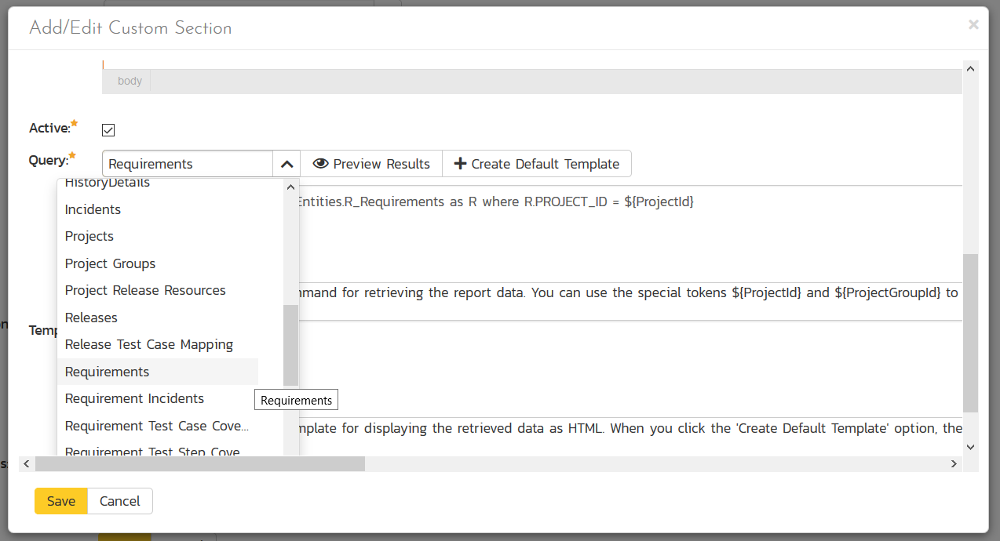 Add/Edit Custom Section
×
body
Active:
Query:
Requirements
Preview Results
Create Default Template
HistoryDetails
Entities.R_Requirements as R where R.PROJECT_ID = ${ProjectId}
Incidents
Projects
Project Groups
Project Release Resources
mmand for retrieving the report data. You can use the special tokens ${ProjectId} and ${ProjectGroupId} to
Releases
Temp
Release Test Case Mapping
Requirements
Requirement Incidents
Requirements
Requirement Test Case Cove...
mplate for displaying the retrieved data as HTML. When you click the 'Create Default Template' option, the
Requirement Test Step Cove
Save
Cancel